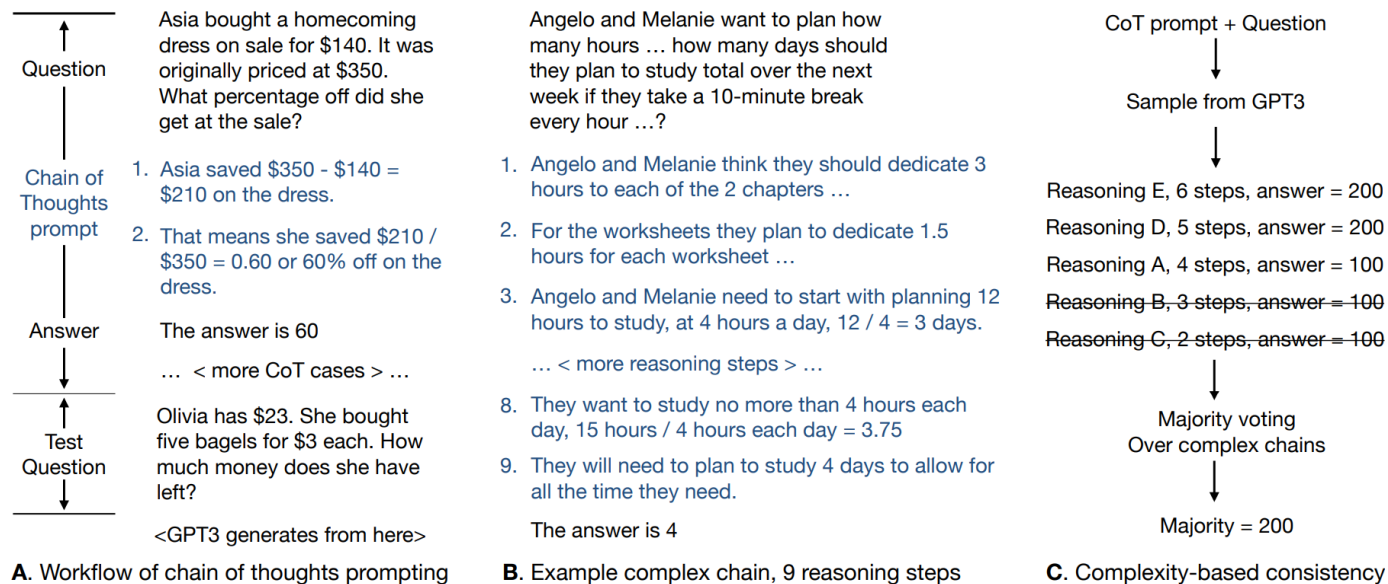 Question
Chain of
Thoughts
prompt
Answer
Test
Question
Asia bought a homecoming
dress on sale for $140. It was
originally priced at $350.
What percentage off did she
get at the sale?
1. Asia saved $350 - $140 =
$210 on the dress.
2. That means she saved $210 /
$350 = 0.60 or 60% off on the
dress.
The answer is 60
... < more CoT cases > ...
Olivia has $23. She bought
five bagels for $3 each. How
much money does she have
left?
<GPT3 generates from here>
A. Workflow of chain of thoughts prompting
Angelo and Melanie want to plan how
many hours ... how many days should
they plan to study total over the next
week if they take a 10-minute break
every hour ...?
1. Angelo and Melanie think they should dedicate 3
hours to each of the 2 chapters ...
2. For the worksheets they plan to dedicate 1.5
hours for each worksheet ...
3. Angelo and Melanie need to start with planning 12
hours to study, at 4 hours a day, 12 / 4 = 3 days.
... < more reasoning steps > ...
8. They want to study no more than 4 hours each
day, 15 hours / 4 hours each day = 3.75
9. They will need to plan to study 4 days to allow for
all the time they need.
The answer is 4
B. Example complex chain, 9 reasoning steps
CoT prompt + Question
Sample from GPT3
Reasoning E, 6 steps, answer = 200
Reasoning D, 5 steps, answer = 200
Reasoning A, 4 steps, answer = 100
Reasoning B, 3 steps, answer = 100
Reasoning C, 2 steps, answer = 100
Majority voting
Over complex chains
Majority = 200
C. Complexity-based consistency